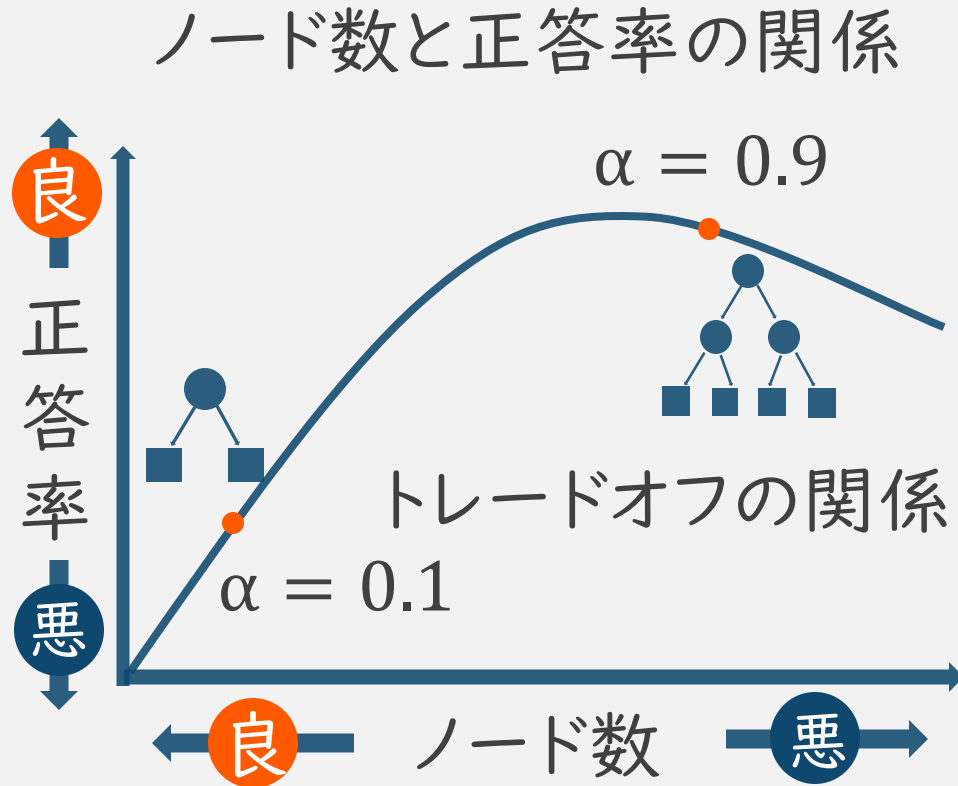 ノード数と正答率の関係
α = 0.9
良
正答率
悪
トレードオフの関係
α = 0.1
良
ノード数
悪